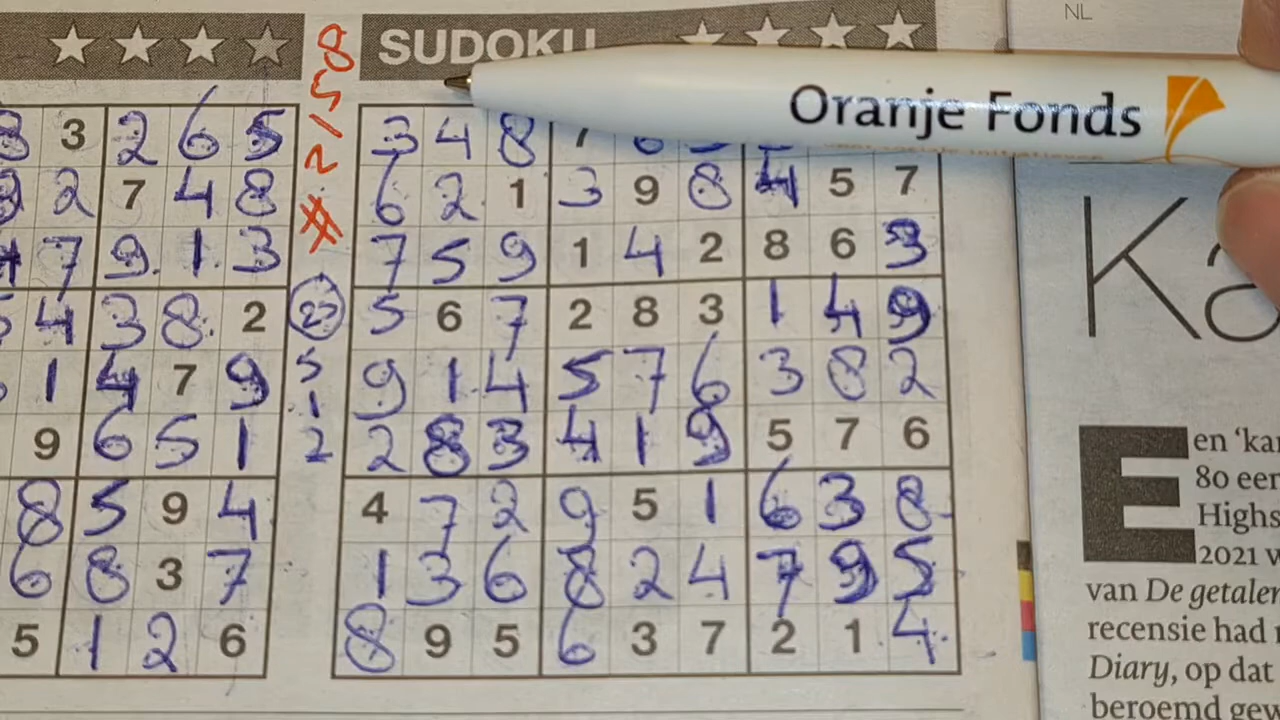 NL
SUDOKU
Oranje Fonds
8 5 1 2 #
3 2 6 5
2 7 4 8
7 9 1 3
4 3 8 2
1 4 7 9
9 6 5 1
8 5 9 4
6 8 3 7
5 1 2 6
23
5
1
2
3 4 8 7
6 2 1 3 9 8 4 5 7
7 5 9 1 4 2 8 6 3
5 6 7 2 8 3 1 4 9
9 1 4 5 7 6 3 8 2
2 8 3 4 1 9 5 7 6
4 7 2 9 5 1 6 3 8
1 3 6 8 2 4 7 9 5
8 9 5 6 3 7 2 1 4
Ka
Een 'kan
80 eer
Highs
2021 w
van De getalen
recensie had
Diary, op dat
beroemd gew